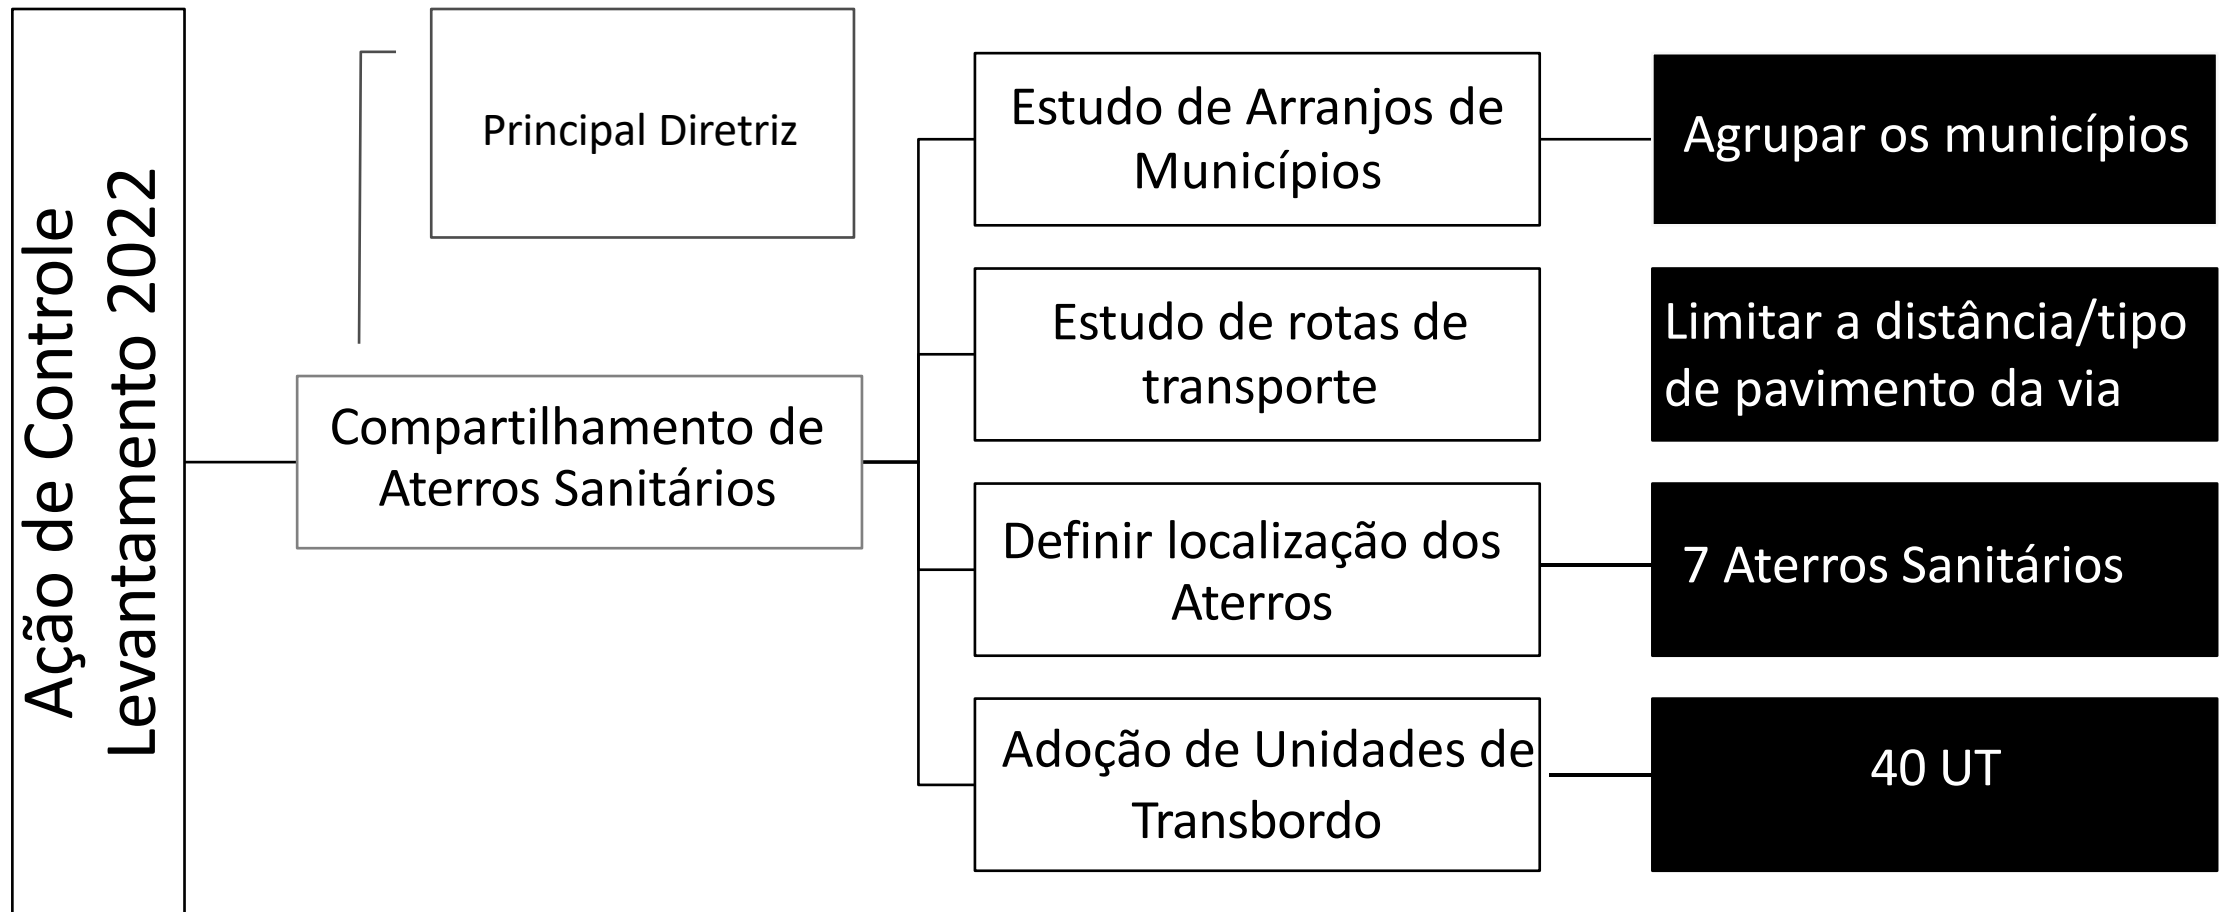 Ação de Controle
Levantamento 2022
Principal Diretriz
Compartilhamento de
Aterros Sanitários
Estudo de Arranjos de
Municípios
Agrupar os municípios
Estudo de rotas de
transporte
Limitar a distância/tipo
de pavimento da via
Definir localização dos
Aterros
7 Aterros Sanitários
Adoção de Unidades de
Transbordo
40 UT